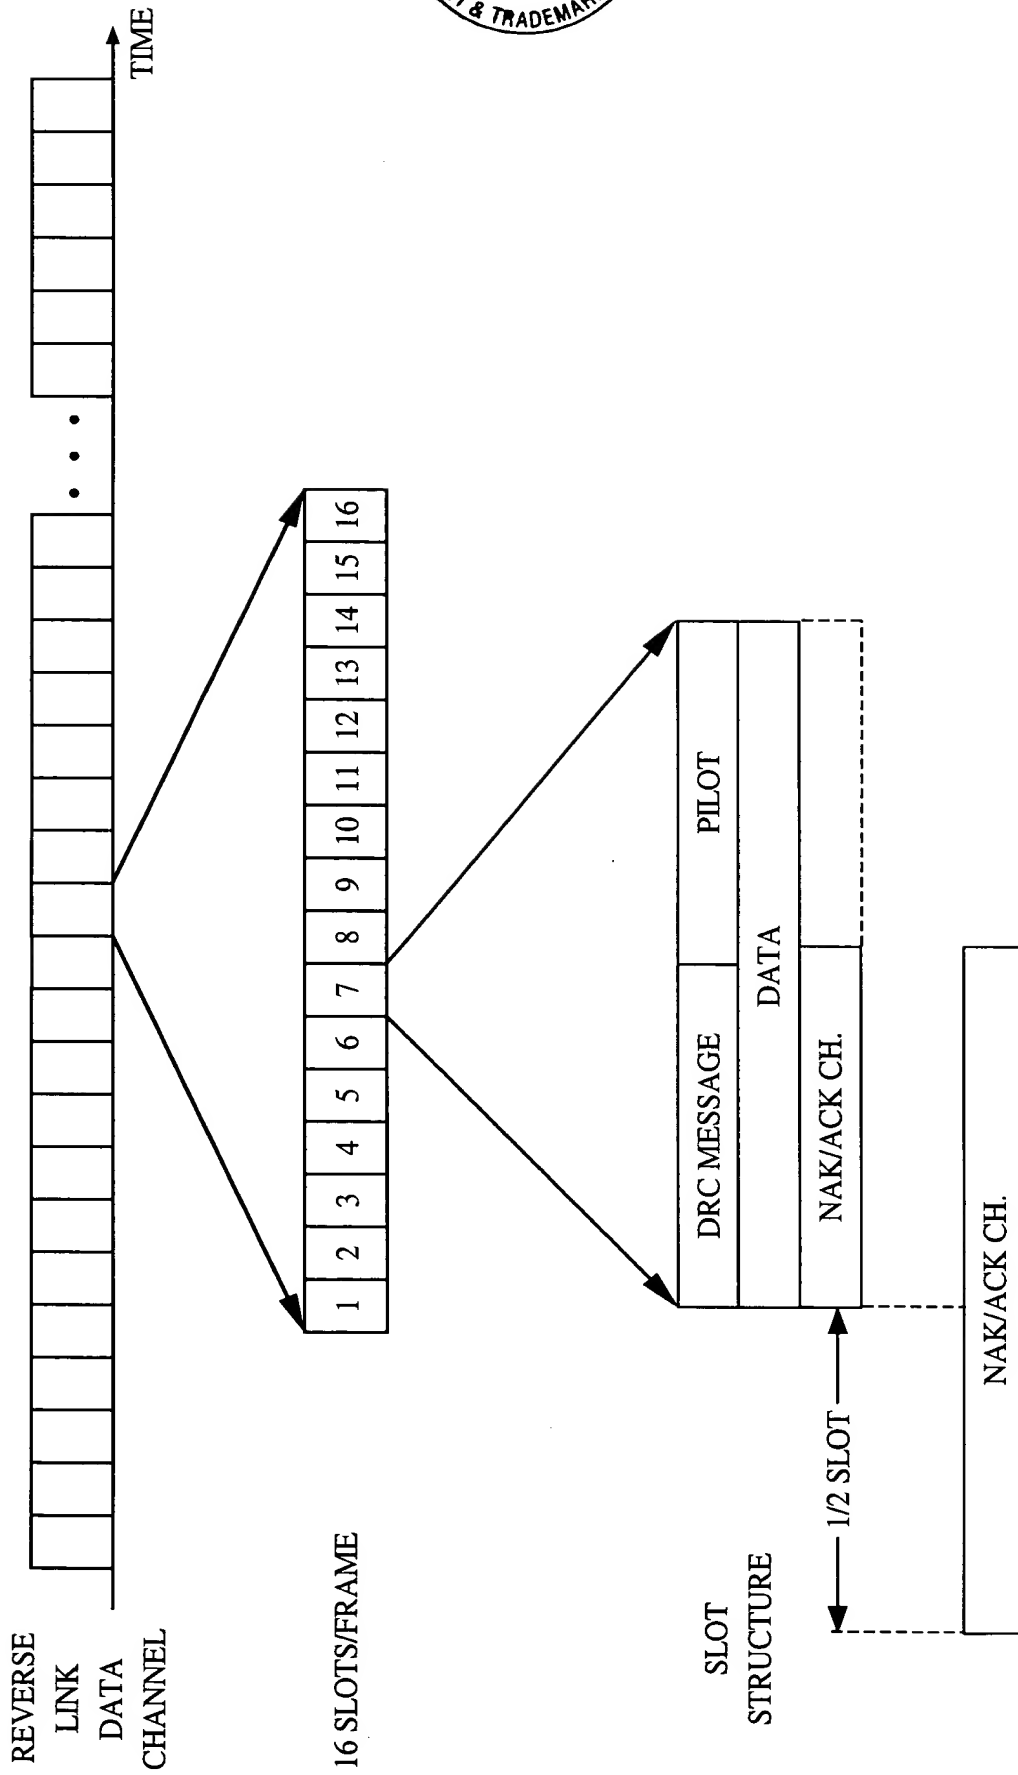 & TRADEMAR
REVERSE
LINK
DATA
CHANNEL
TIME
16 SLOTS/FRAME
1 2 3 4 5 6 7 8 9 10 11 12 13 14 15 16
SLOT
STRUCTURE
DRC MESSAGE
PILOT
DATA
NAK/ACK CH.
1/2 SLOT
NAK/ACK CH.